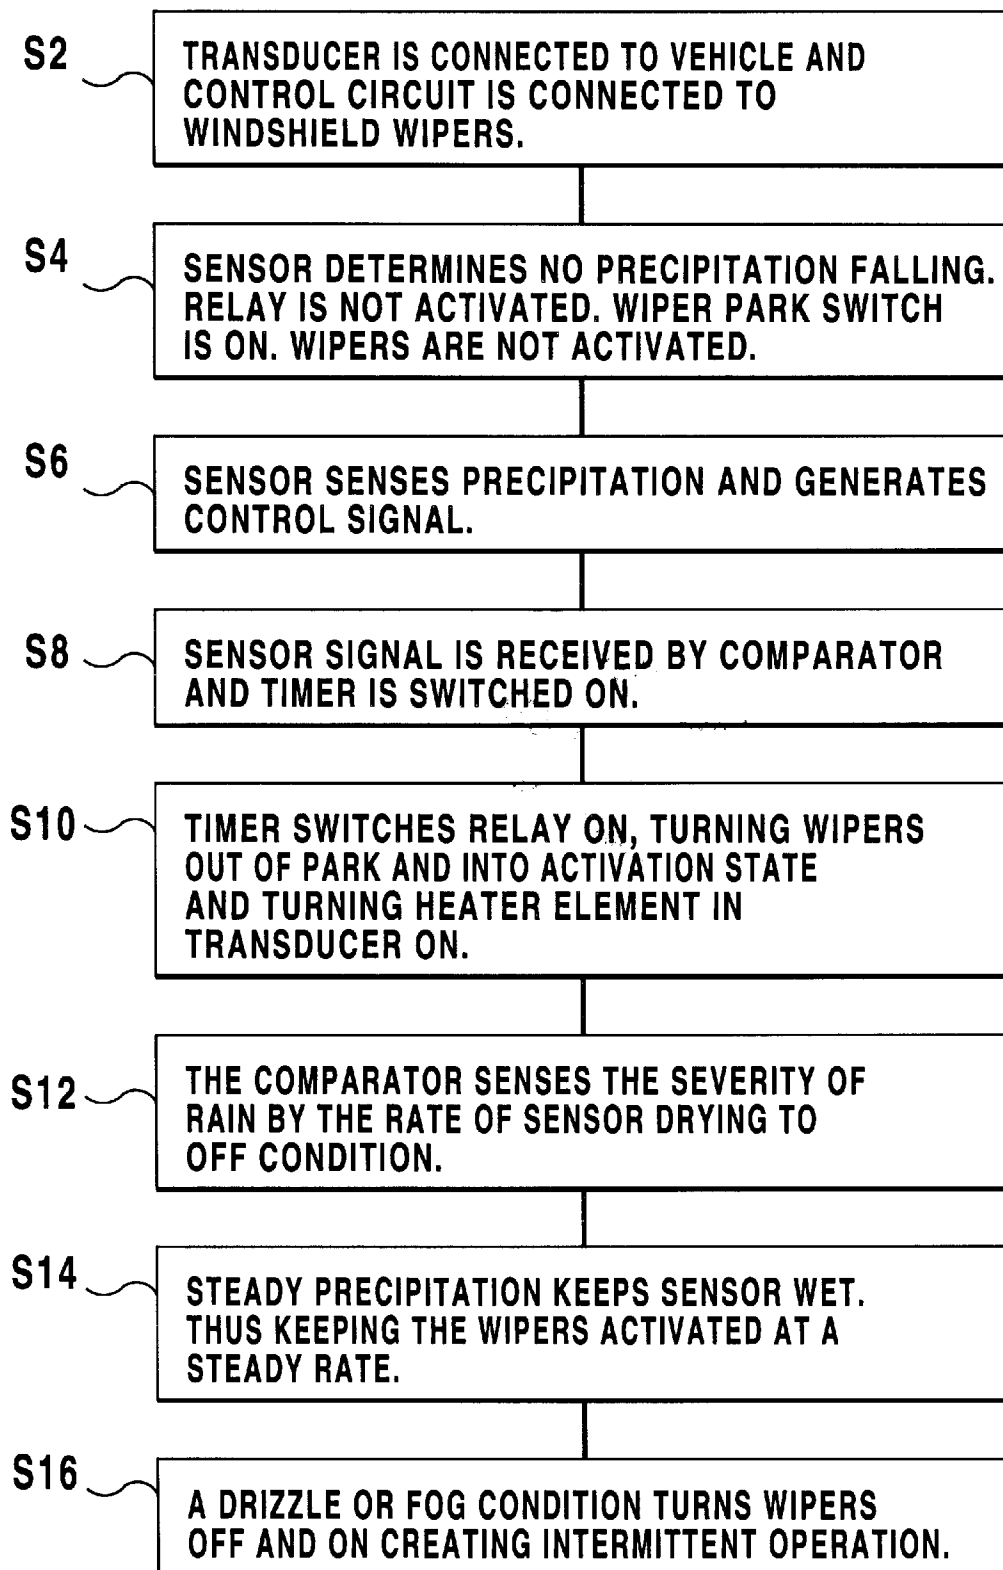 S2
TRANSDUCER IS CONNECTED TO VEHICLE AND
CONTROL CIRCUIT IS CONNECTED TO
WINDSHIELD WIPERS.
S4
SENSOR DETERMINES NO PRECIPITATION FALLING.
RELAY IS NOT ACTIVATED. WIPER PARK SWITCH
IS ON. WIPERS ARE NOT ACTIVATED.
S6
SENSOR SENSES PRECIPITATION AND GENERATES
CONTROL SIGNAL.
S8
SENSOR SIGNAL IS RECEIVED BY COMPARATOR
AND TIMER IS SWITCHED ON.
S10
TIMER SWITCHES RELAY ON, TURNING WIPERS
OUT OF PARK AND INTO ACTIVATION STATE
AND TURNING HEATER ELEMENT IN
TRANSDUCER ON.
S12
THE COMPARATOR SENSES THE SEVERITY OF
RAIN BY THE RATE OF SENSOR DRYING TO
OFF CONDITION.
S14
STEADY PRECIPITATION KEEPS SENSOR WET.
THUS KEEPING THE WIPERS ACTIVATED AT A
STEADY RATE.
S16
A DRIZZLE OR FOG CONDITION TURNS WIPERS
OFF AND ON CREATING INTERMITTENT OPERATION.